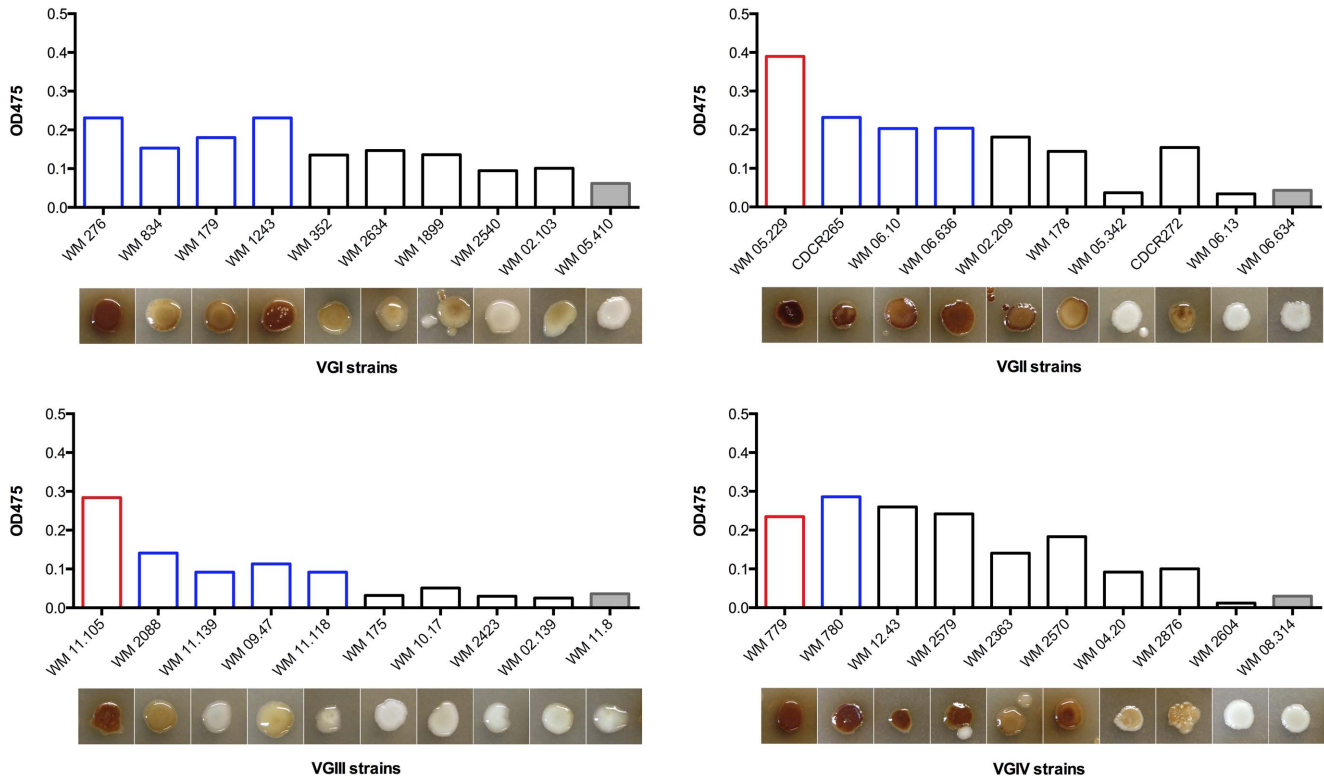 0.5
0.4
0.3
0.2
0.1
0.0
OD475
WM 276
WM 834
WM 179
WM 1243
WM 352
WM 2634
WM 1899
WM 2540
WM 02.103
WM 05.410
VGI strains
0.5
0.4
0.3
0.2
0.1
0.0
OD475
WM 05.229
CDCR265
WM 06.10
WM 06.636
WM 02.209
WM 178
WM 05.342
CDCR272
WM 06.13
WM 06.634
VGII strains
0.5
0.4
0.3
0.2
0.1
0.0
OD475
WM 11.105
WM 2088
WM 11.139
WM 09.47
WM 11.118
WM 175
WM 10.17
WM 2423
WM 02.139
WM 11.8
VGIII strains
0.5
0.4
0.3
0.2
0.1
0.0
OD475
WM 779
WM 780
WM 12.43
WM 2579
WM 2363
WM 2570
WM 04.20
WM 2876
WM 2604
WM 08.314
VGIV strains